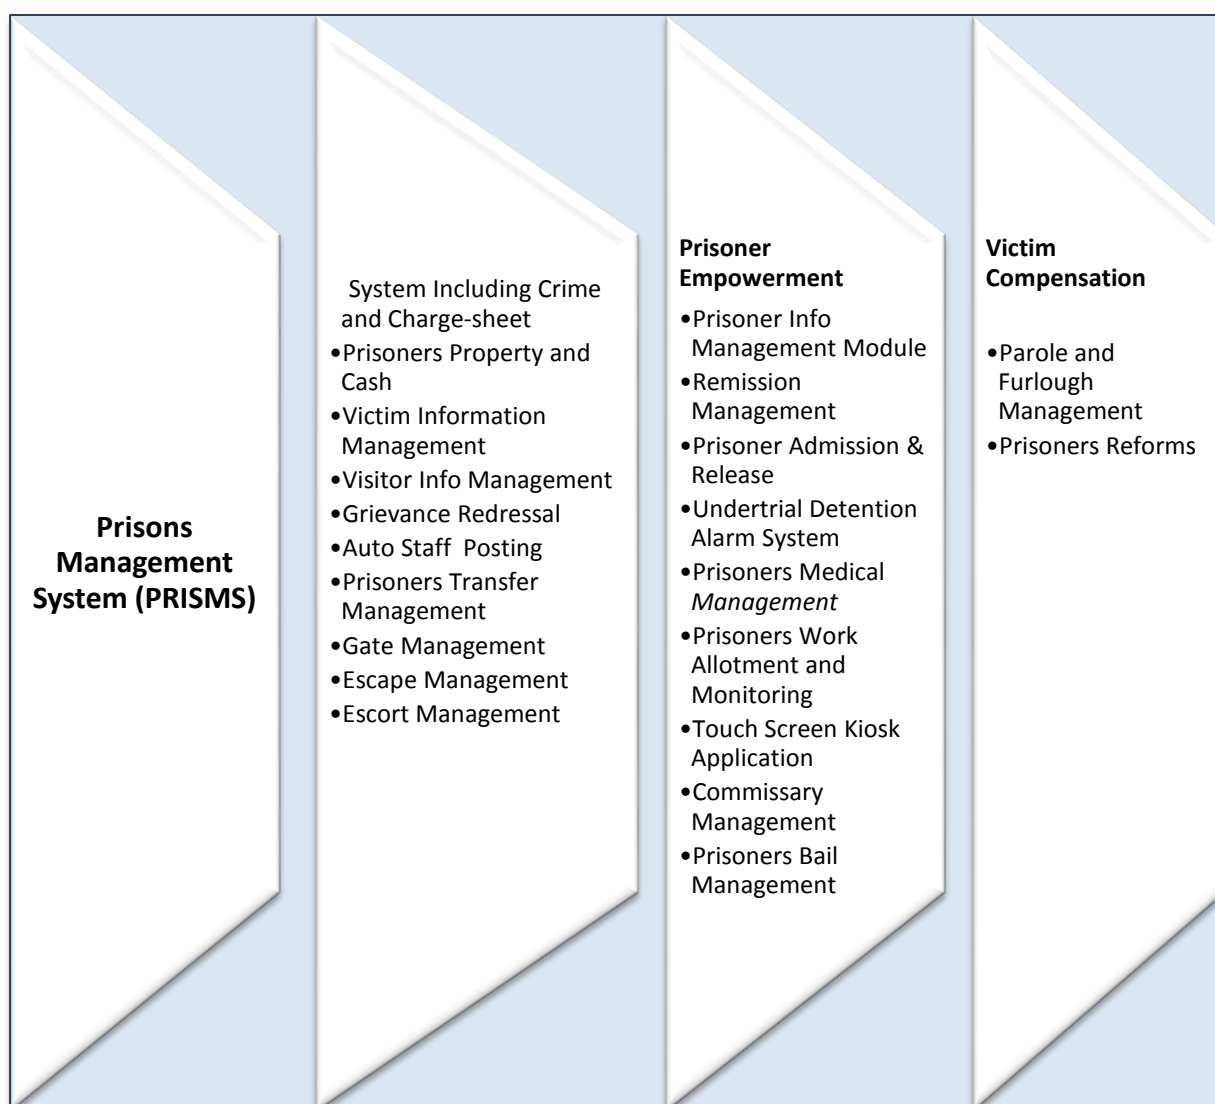 Prisons
Management
System (PRISMS)
System Including Crime
and Charge-sheet
•Prisoners Property and
Cash
•Victim Information
Management
•Visitor Info Management
•Grievance Redressal
•Auto Staff  Posting
•Prisoners Transfer
Management
•Gate Management
•Escape Management
•Escort Management
Prisoner
Empowerment
•Prisoner Info
Management Module
•Remission
Management
•Prisoner Admission &
Release
•Undertrial Detention
Alarm System
•Prisoners Medical
Management
•Prisoners Work
Allotment and
Monitoring
•Touch Screen Kiosk
Application
•Commissary
Management
•Prisoners Bail
Management
Victim
Compensation
•Parole and
Furlough
Management
•Prisoners Reforms